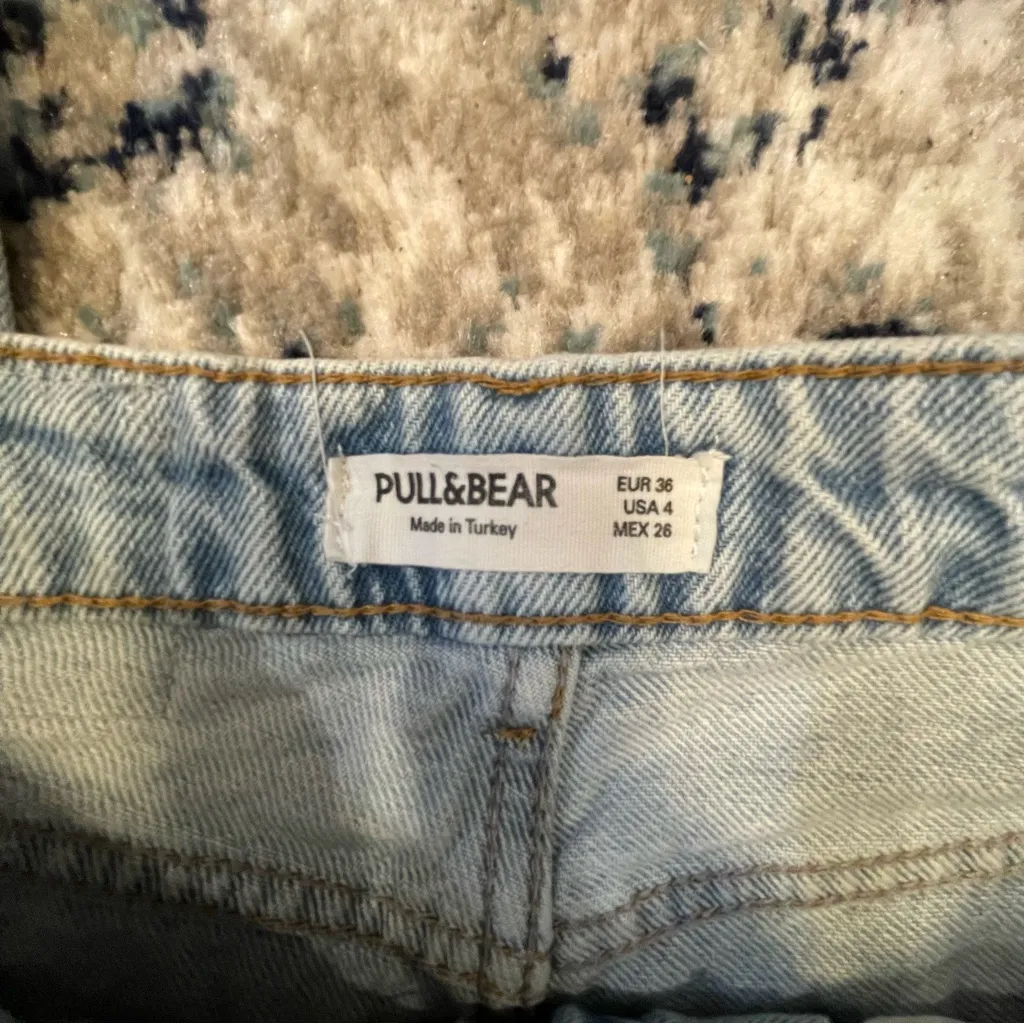 PULL&BEAR
Made in Turkey
EUR 36
USA 4
MEX 26